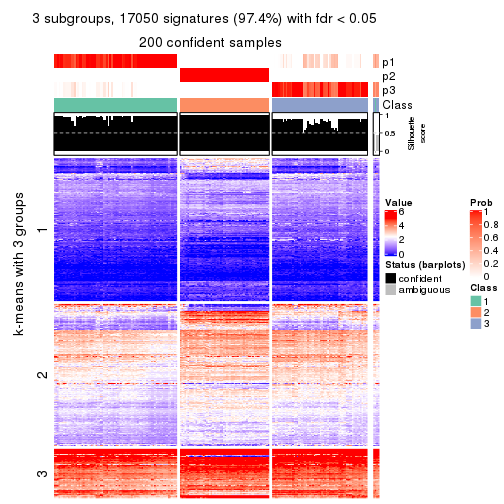 3 subgroups, 17050 signatures (97.4%) with fdr < 0.05
200 confident samples
p1
p2
p3
Class
1
0.5
0
Silhouette
score
k-means with 3 groups
1
2
3
Value
6
4
2
0
Status (barplots)
confident
ambiguous
Prob
1
0.8
0.6
0.4
0.2
0
Class
1
2
3